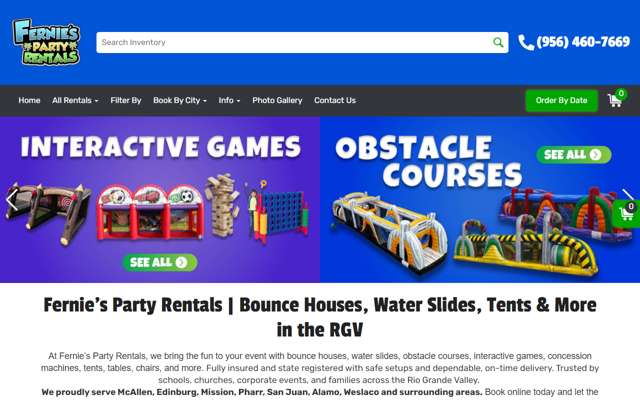 FERNIE'S
PARTY
RENTALS
Search Inventory
(956) 460-7669
Home
All Rentals
Filter By
Book By City
Info
Photo Gallery
Contact Us
Order By Date
0
INTERACTIVE GAMES
SEE ALL
OBSTACLE
COURSES
SEE ALL
0
Fernie's Party Rentals | Bounce Houses, Water Slides, Tents & More
in the RGV
At Fernie's Party Rentals, we bring the fun to your event with bounce houses, water slides, obstacle courses, interactive games, concession
machines, tents, tables, chairs, and more. Fully insured and state registered with safe setups and dependable, on-time delivery. Trusted by
schools, churches, corporate events, and families across the Rio Grande Valley.
We proudly serve McAllen, Edinburg, Mission, Pharr, San Juan, Alamo, Weslaco and surrounding areas. Book online today and let the